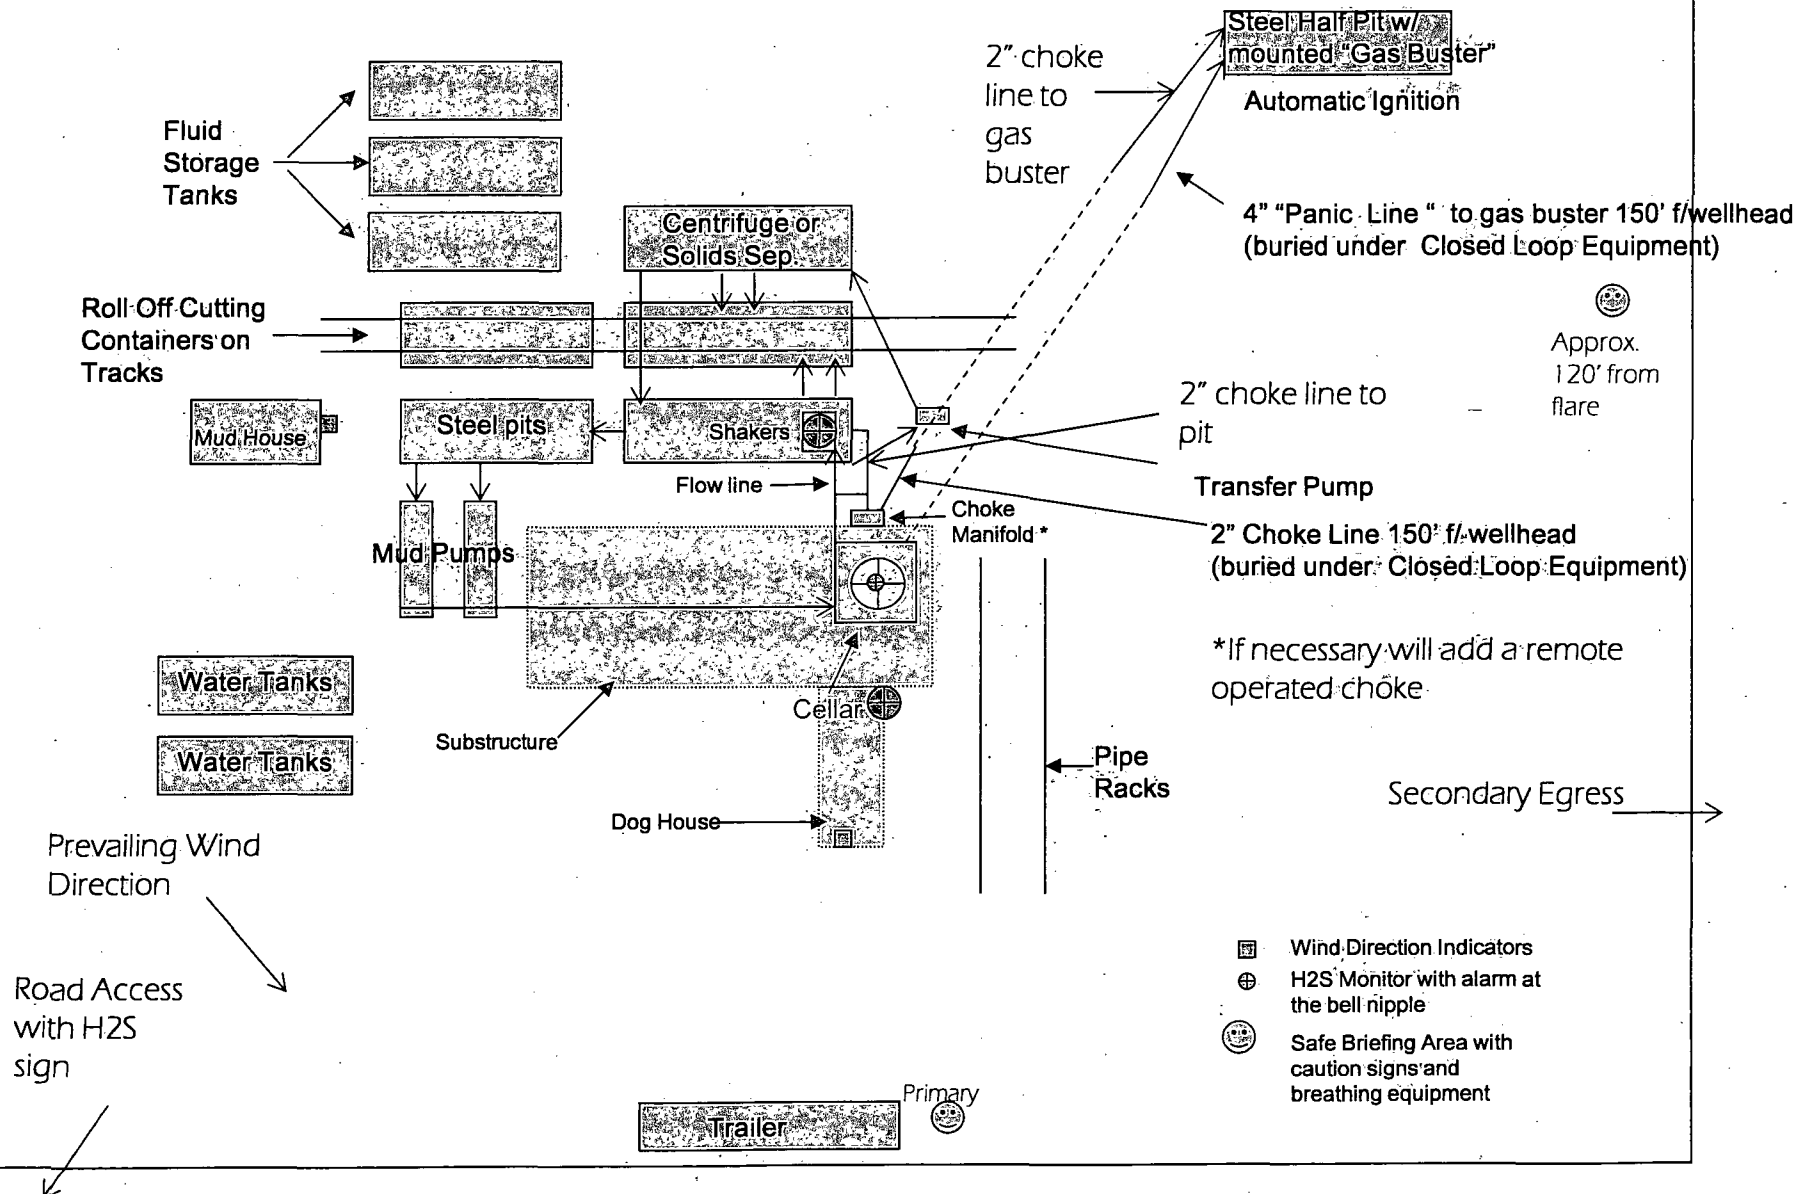 Steel Half Pit w/
mounted "Gas Buster"
Automatic Ignition
2" choke
line to
gas
buster
Fluid
Storage
Tanks
4" "Panic Line " to gas buster 150' f/wellhead
(buried under Closed Loop Equipment)
Centrifuge or
Solids Sep.
Roll Off Cutting
Containers on
Tracks
Approx.
120' from
flare
2" choke line to
pit
Mud House
Steel pits
Shakers
Flow line
Transfer Pump
Choke
Manifold *
2" Choke Line 150' f/ wellhead
(buried under Closed Loop Equipment)
Mud Pumps
*If necessary will add a remote
operated choke
Water Tanks
Cellar
Substructure
Water Tanks
Pipe
Racks
Secondary Egress
Dog House
Prevailing Wind
Direction
Wind Direction Indicators
H2S Monitor with alarm at
the bell nipple
Road Access
with H2S
sign
Safe Briefing Area with
caution signs and
breathing equipment
Primary
Trailer